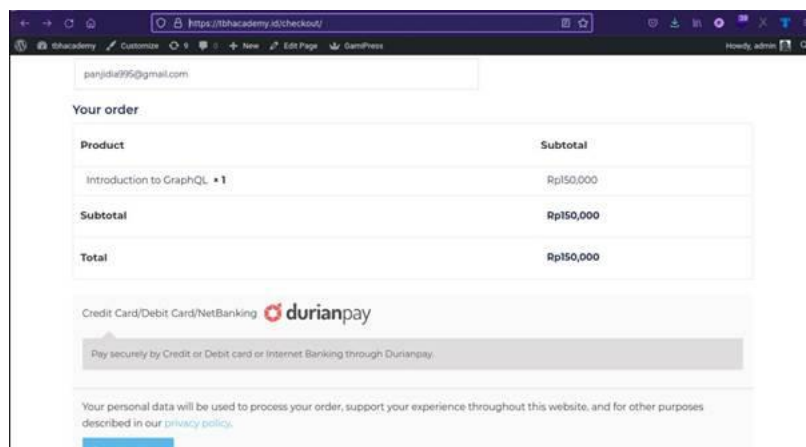 https://tbhacademy.id/checkout/
tbhacademy Customize 9 0 New Edit Page GamiPress Howdy, admin
panjidia995@gmail.com
Your order
Product Subtotal
Introduction to GraphQL × 1 Rp150,000
Subtotal Rp150,000
Total Rp150,000
Credit Card/Debit Card/NetBanking durianpay
Pay securely by Credit or Debit card or Internet Banking through Durianpay.
Your personal data will be used to process your order, support your experience throughout this website, and for other purposes
described in our privacy policy.